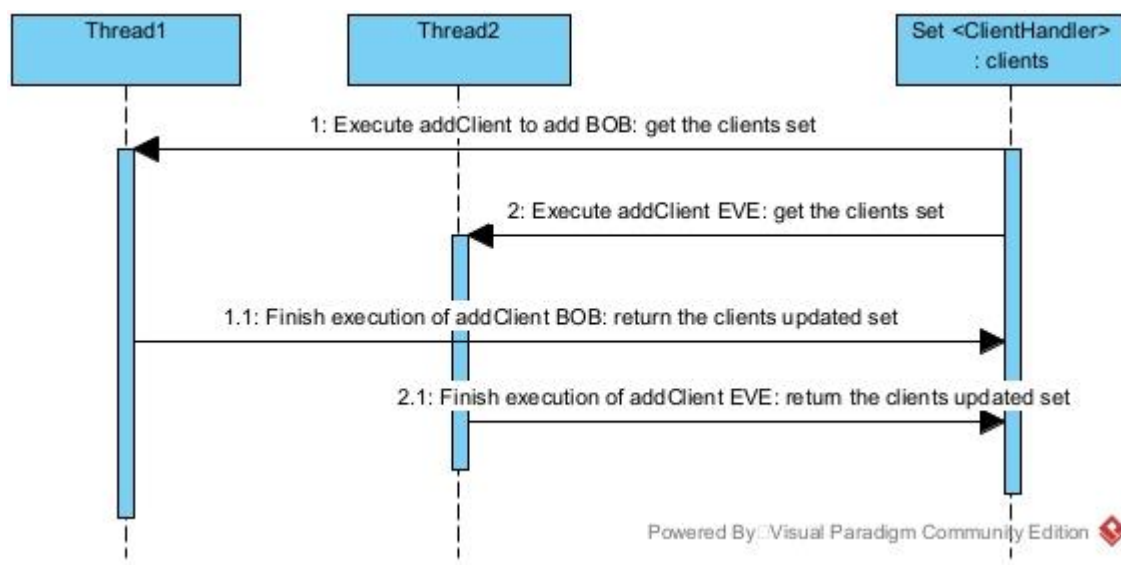 Thread1
Thread2
Set <ClientHandler>
: clients
1: Execute addClient to add BOB: get the clients set
2: Execute addClient EVE: get the clients set
1.1: Finish execution of addClient BOB: return the clients updated set
2.1: Finish execution of addClient EVE: return the clients updated set
Powered By Visual Paradigm Community Edition